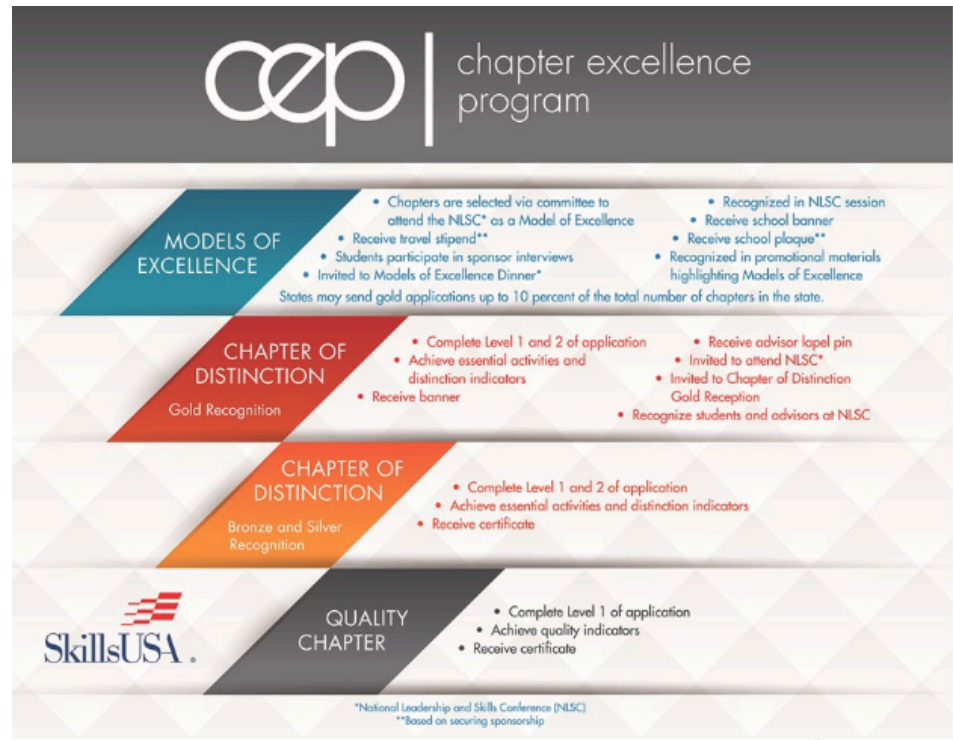 cep
chapter excellence
program
MODELS OF
EXCELLENCE
• Chapters are selected via committee to
attend the NLSC* as a Model of Excellence
• Receive travel stipend**
• Students participate in sponsor interviews
• Invited to Models of Excellence Dinner*
• Recognized in NLSC session
• Receive school banner
• Receive school plaque**
• Recognized in promotional materials
highlighting Models of Excellence
States may send gold applications up to 10 percent of the total number of chapters in the state.
CHAPTER OF
DISTINCTION
Gold Recognition
• Complete Level 1 and 2 of application
• Achieve essential activities and
distinction indicators
• Receive banner
• Receive advisor lapel pin
• Invited to attend NLSC*
• Invited to Chapter of Distinction
Gold Reception
• Recognize students and advisors at NLSC
CHAPTER OF
DISTINCTION
Bronze and Silver
Recognition
• Complete Level 1 and 2 of application
• Achieve essential activities and distinction indicators
• Receive certificate
SkillsUSA®
QUALITY
CHAPTER
• Complete Level 1 of application
• Achieve quality indicators
• Receive certificate
*National Leadership and Skills Conference (NLSC)
**Based on securing sponsorship